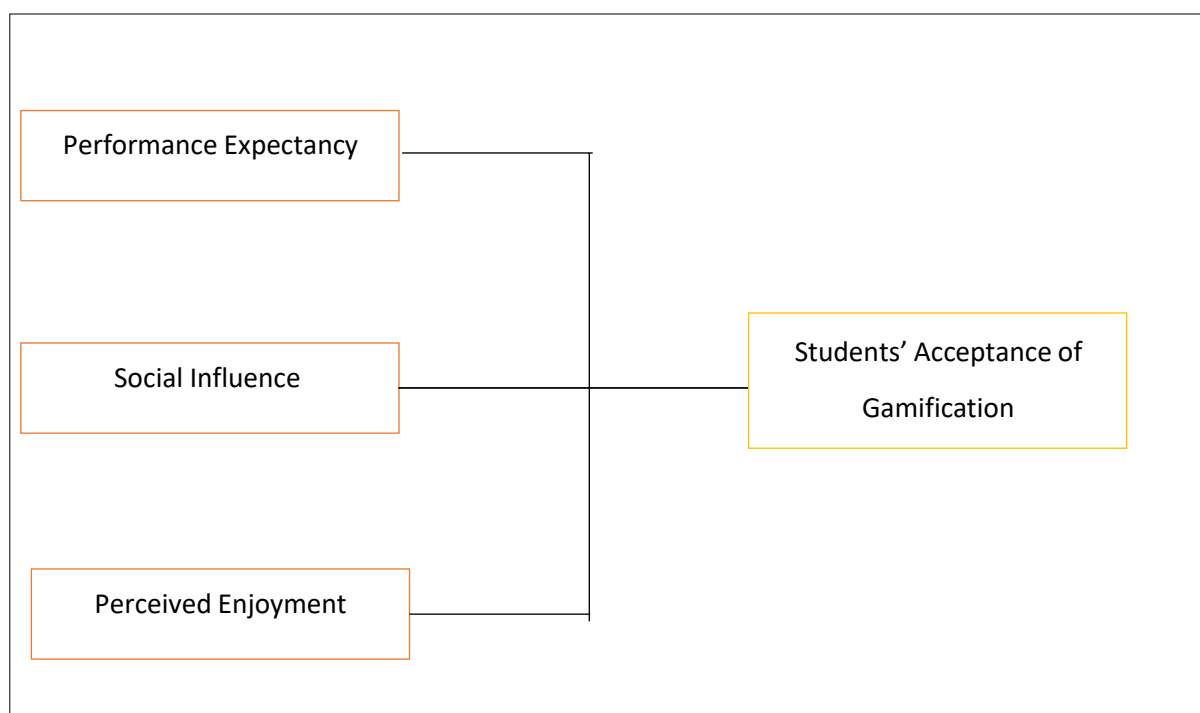 Performance Expectancy
Social Influence
Students’ Acceptance of
Gamification
Perceived Enjoyment